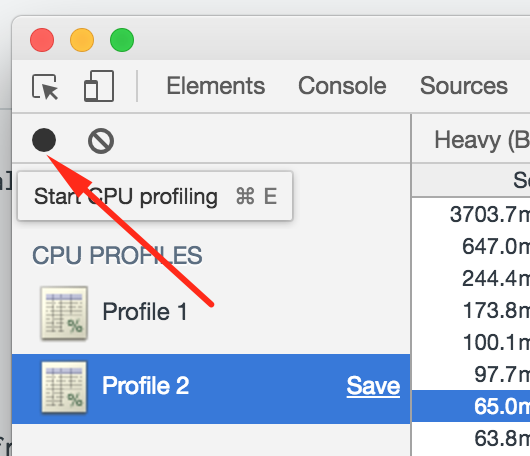 Elements Console Sources
Heavy (B
Start CPU profiling ⌘ E
CPU PROFILES
Profile 1
Profile 2 Save
3703.7m
647.0m
244.4m
173.8m
100.1m
97.7m
65.0m
63.8m